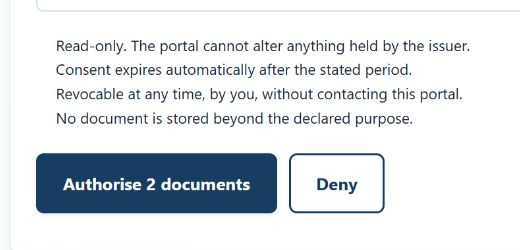 Read-only. The portal cannot alter anything held by the issuer.
Consent expires automatically after the stated period.
Revocable at any time, by you, without contacting this portal.
No document is stored beyond the declared purpose.
Authorise 2 documents
Deny